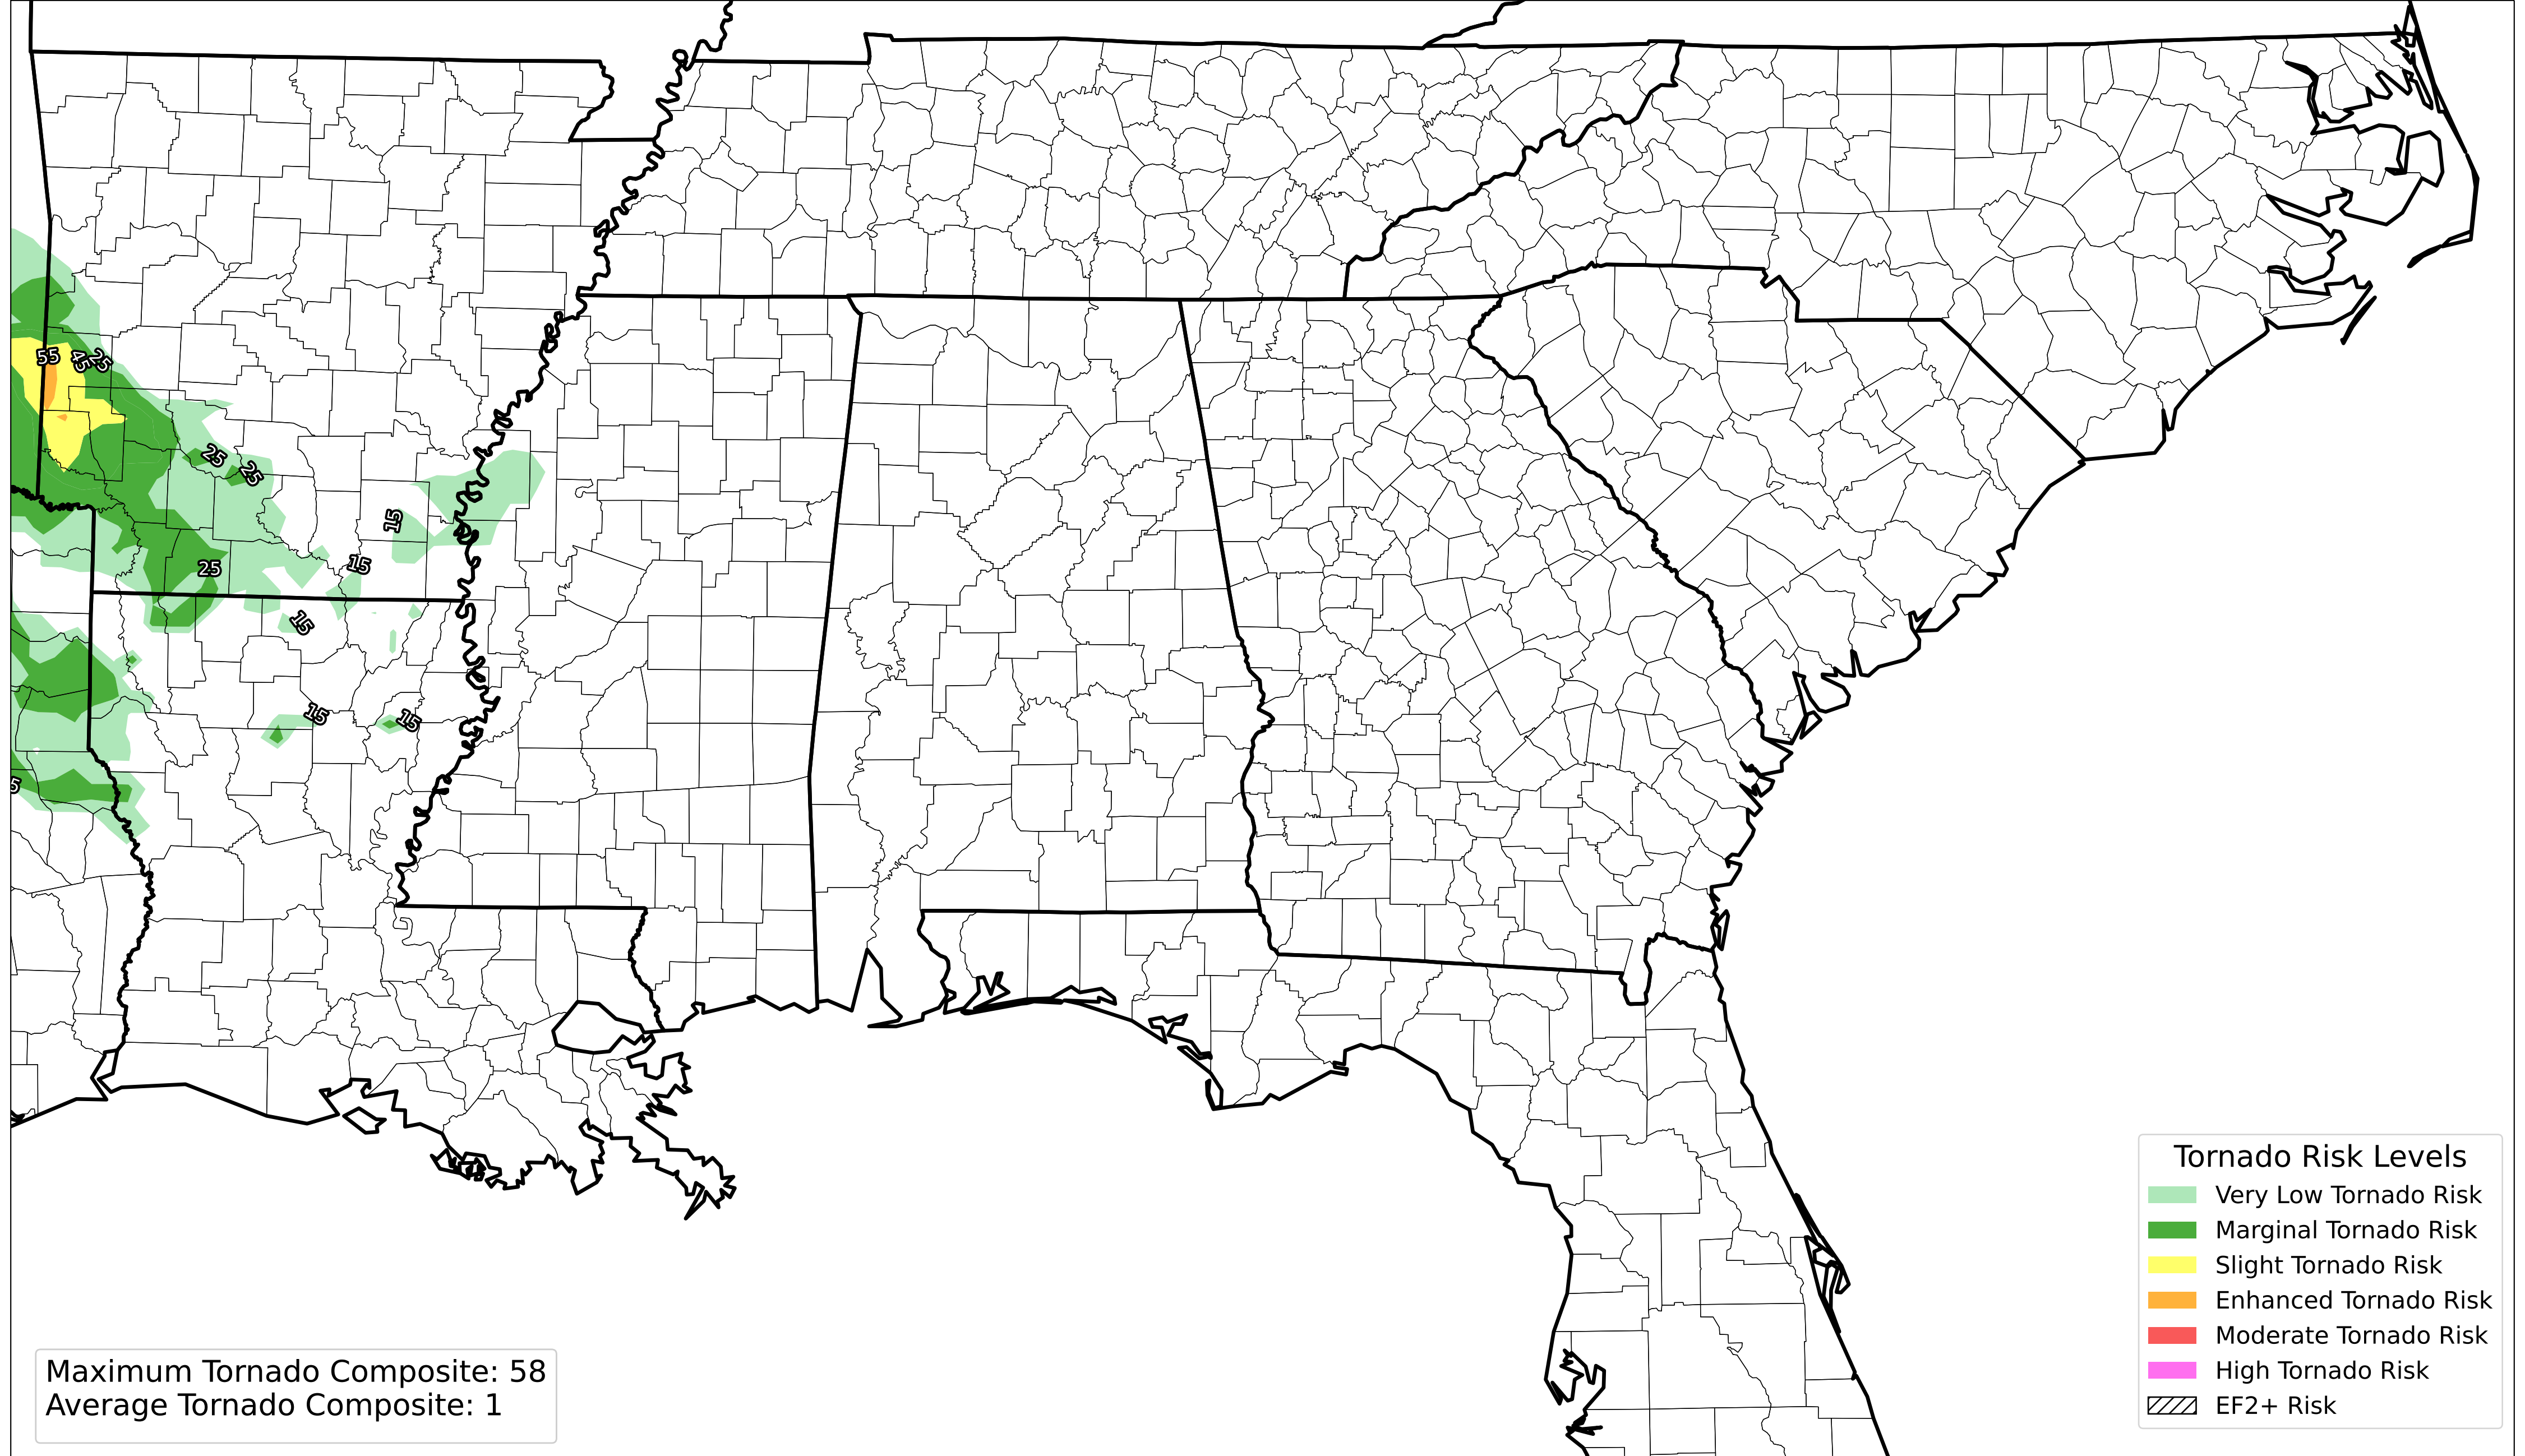 55
45
25
25
25
15
15
25
15
15
15
5
Tornado Risk Levels
Very Low Tornado Risk
Marginal Tornado Risk
Slight Tornado Risk
Enhanced Tornado Risk
Moderate Tornado Risk
High Tornado Risk
EF2+ Risk
Maximum Tornado Composite: 58
Average Tornado Composite: 1